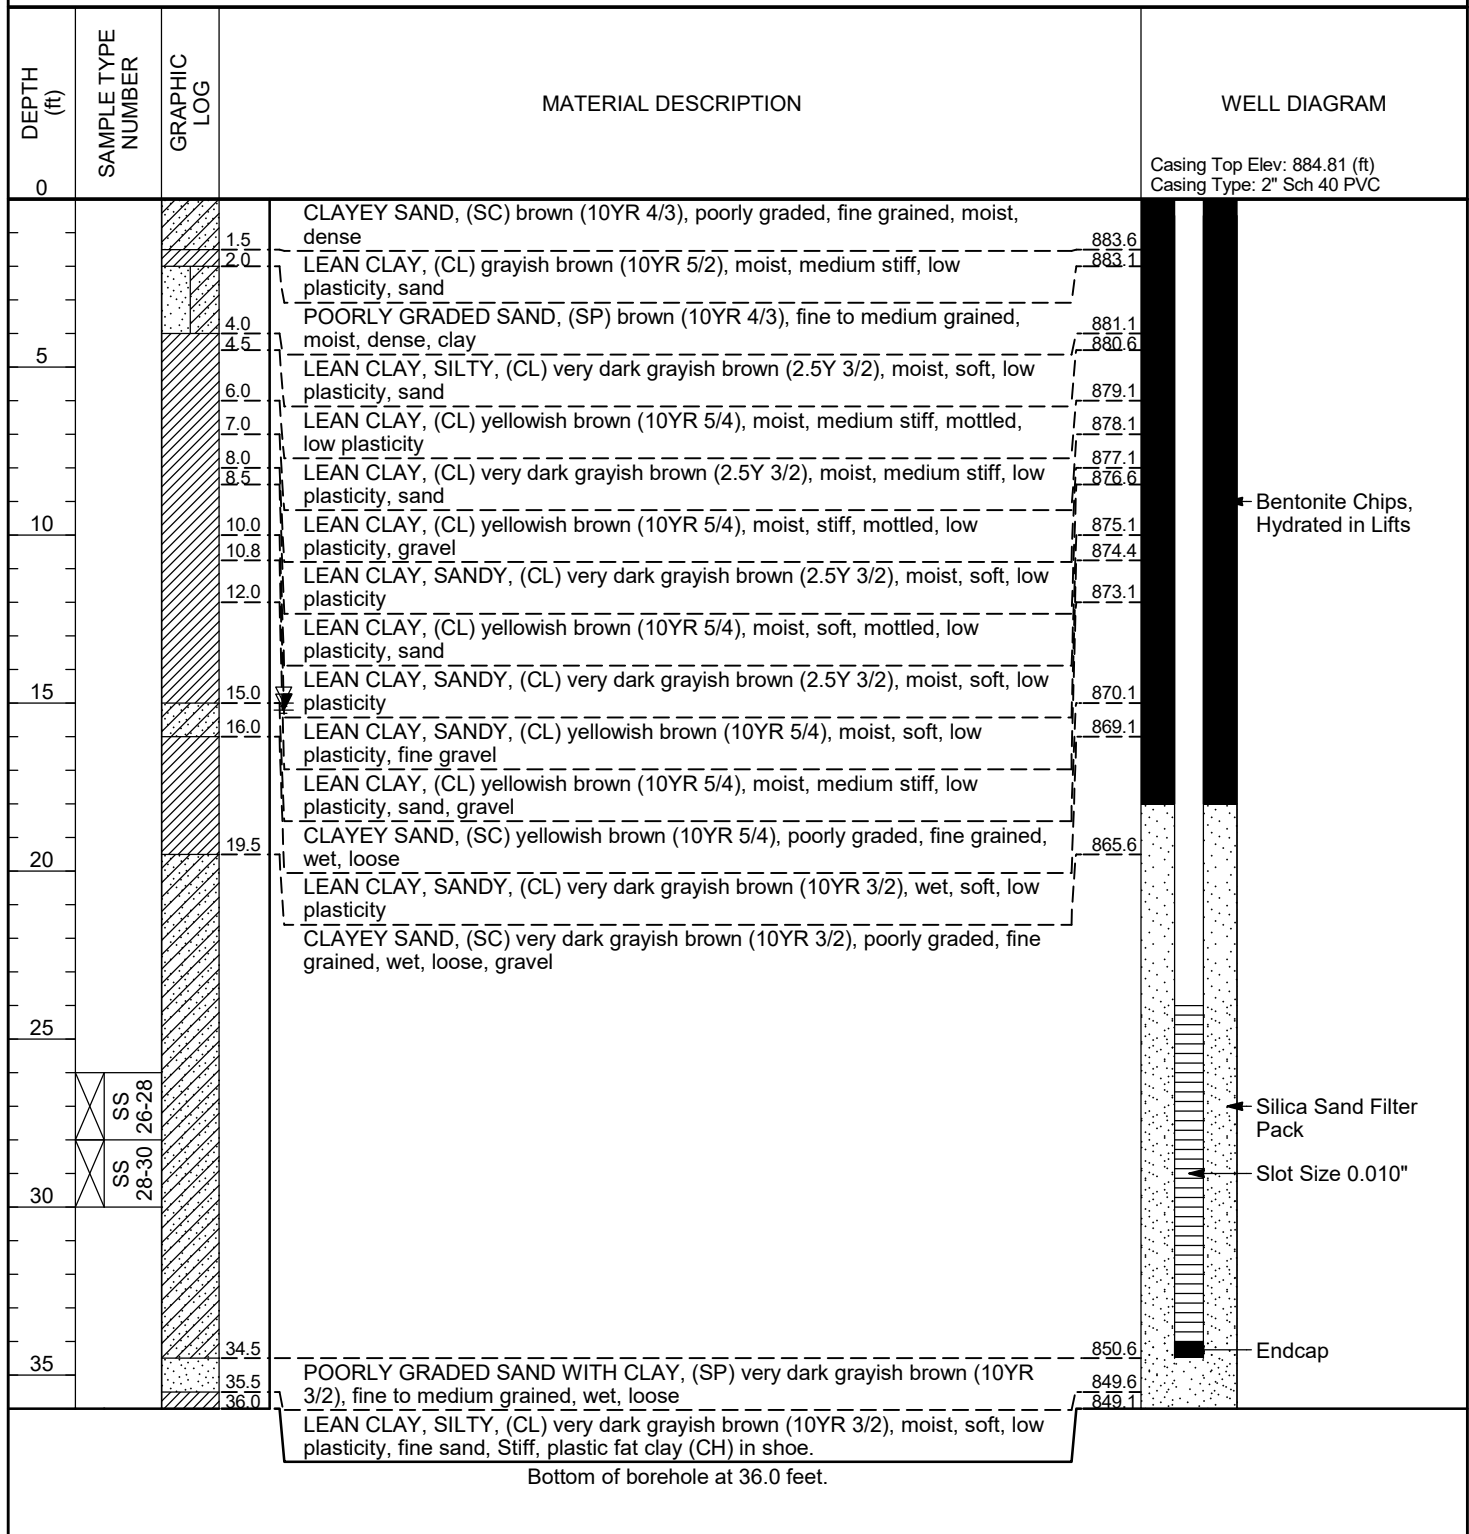 DEPTH
(ft)
SAMPLE TYPE
NUMBER
GRAPHIC
LOG
MATERIAL DESCRIPTION
WELL DIAGRAM
Casing Top Elev: 884.81 (ft)
Casing Type: 2" Sch 40 PVC
0
CLAYEY SAND, (SC) brown (10YR 4/3), poorly graded, fine grained, moist,
dense
1.5
883.6
2.0
883.1
LEAN CLAY, (CL) grayish brown (10YR 5/2), moist, medium stiff, low
plasticity, sand
POORLY GRADED SAND, (SP) brown (10YR 4/3), fine to medium grained,
moist, dense, clay
4.0
881.1
4.5
880.6
5
LEAN CLAY, SILTY, (CL) very dark grayish brown (2.5Y 3/2), moist, soft, low
plasticity, sand
6.0
879.1
LEAN CLAY, (CL) yellowish brown (10YR 5/4), moist, medium stiff, mottled,
low plasticity
7.0
878.1
8.0
877.1
LEAN CLAY, (CL) very dark grayish brown (2.5Y 3/2), moist, medium stiff, low
plasticity, sand
8.5
876.6
Bentonite Chips,
Hydrated in Lifts
10
10.0
875.1
LEAN CLAY, (CL) yellowish brown (10YR 5/4), moist, stiff, mottled, low
plasticity, gravel
10.8
874.4
LEAN CLAY, SANDY, (CL) very dark grayish brown (2.5Y 3/2), moist, soft, low
plasticity
12.0
873.1
LEAN CLAY, (CL) yellowish brown (10YR 5/4), moist, soft, mottled, low
plasticity, sand
LEAN CLAY, SANDY, (CL) very dark grayish brown (2.5Y 3/2), moist, soft, low
plasticity
15
15.0
870.1
LEAN CLAY, SANDY, (CL) yellowish brown (10YR 5/4), moist, soft, low
plasticity, fine gravel
16.0
869.1
LEAN CLAY, (CL) yellowish brown (10YR 5/4), moist, medium stiff, low
plasticity, sand, gravel
CLAYEY SAND, (SC) yellowish brown (10YR 5/4), poorly graded, fine grained,
wet, loose
19.5
865.6
20
LEAN CLAY, SANDY, (CL) very dark grayish brown (10YR 3/2), wet, soft, low
plasticity
CLAYEY SAND, (SC) very dark grayish brown (10YR 3/2), poorly graded, fine
grained, wet, loose, gravel
25
SS
26-28
Silica Sand Filter
Pack
SS
28-30
Slot Size 0.010"
30
34.5
850.6
Endcap
35
POORLY GRADED SAND WITH CLAY, (SP) very dark grayish brown (10YR
3/2), fine to medium grained, wet, loose
35.5
849.6
36.0
849.1
LEAN CLAY, SILTY, (CL) very dark grayish brown (10YR 3/2), moist, soft, low
plasticity, fine sand, Stiff, plastic fat clay (CH) in shoe.
Bottom of borehole at 36.0 feet.